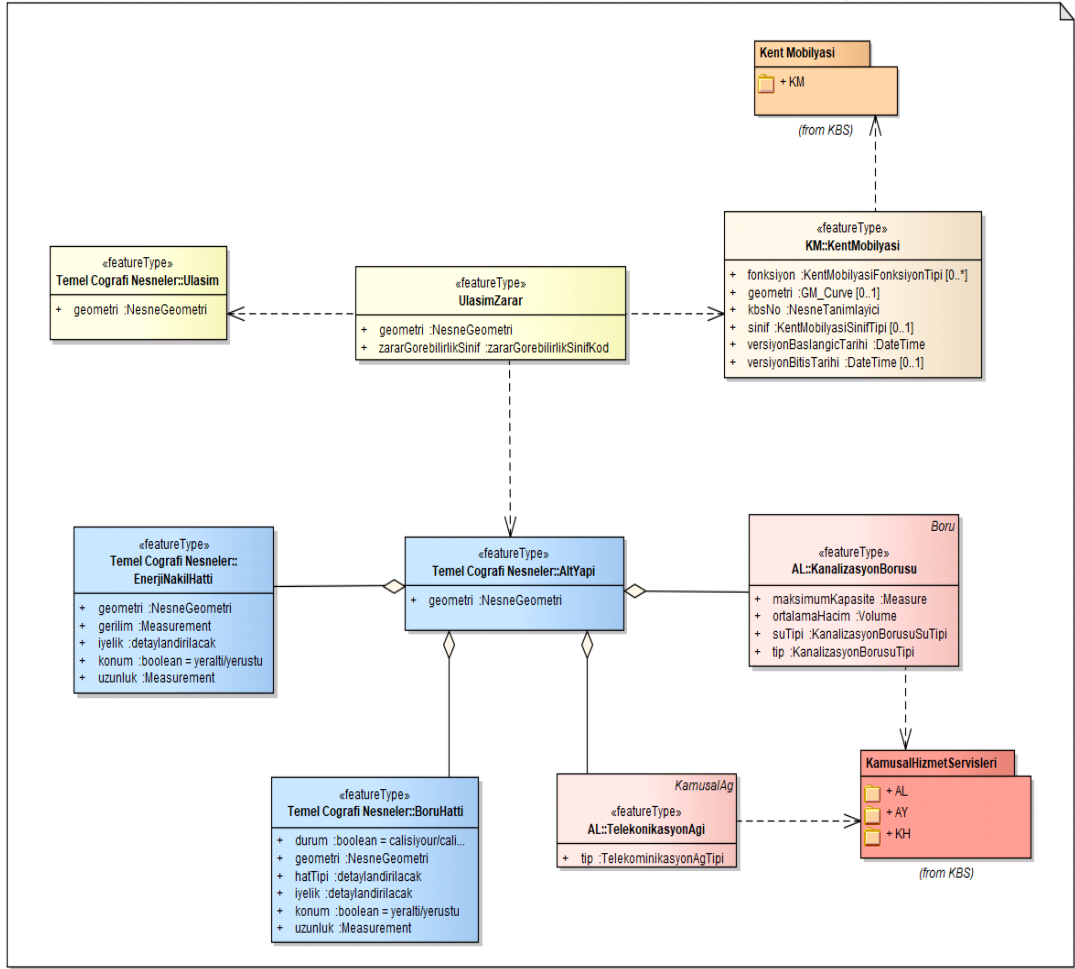 Kent Mobilyasi
+ KM
(from KBS)
«featureType»
KM::KentMobilyasi
+ fonksiyon :KentMobilyasiFonksiyonTipi [0..*]
+ geometri :GM_Curve [0..1]
+ kbsNo :NesneTanimlayici
+ sinif :KentMobilyasiSinifTipi [0..1]
+ versiyonBaslangicTarihi :DateTime
+ versiyonBitisTarihi :DateTime [0..1]
«featureType»
Temel Cografi Nesneler::Ulasim
+ geometri :NesneGeometri
«featureType»
UlasimZarar
+ geometri :NesneGeometri
+ zararGorebilirlikSinif :zararGorebilirlikSinifKod
«featureType»
Temel Cografi Nesneler::
EnerjiNakilHatti
+ geometri :NesneGeometri
+ gerilim :Measurement
+ iyelik :detaylandirilacak
+ konum :boolean = yeralti/yerustu
+ uzunluk :Measurement
«featureType»
Temel Cografi Nesneler::AltYapi
+ geometri :NesneGeometri
Boru
«featureType»
AL::KanalizasyonBorusu
+ maksimumKapasite :Measure
+ ortalamaHacim :Volume
+ suTipi :KanalizasyonBorusuSuTipi
+ tip :KanalizasyonBorusuTipi
«featureType»
Temel Cografi Nesneler::BoruHatti
+ durum :boolean = calisiyour/cali...
+ geometri :NesneGeometri
+ hatTipi :detaylandirilacak
+ iyelik :detaylandirilacak
+ konum :boolean = yeralti/yerustu
+ uzunluk :Measurement
KamusalAg
«featureType»
AL::TelekonikasyonAgi
+ tip :TelekominikasyonAgTipi
KamusalHizmetServisleri
+ AL
+ AY
+ KH
(from KBS)